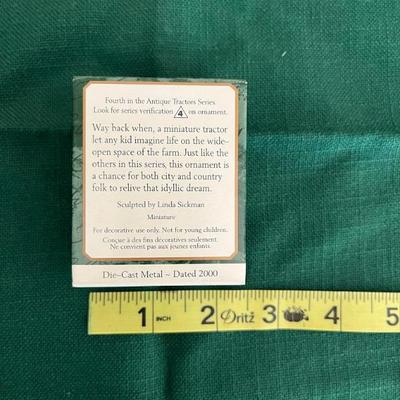 Fourth in the Antique Tractors Series
Look for series verification 4 on ornament.
Way back when, a miniature tractor
let any kid imagine life on the wide-
open space of the farm. Just like the
others in this series, this ornament is
a chance for both city and country
folk to relive that idyllic dream.
Sculpted by Linda Sickman
Miniature
For decorative use only. Not for young children.
Conçue à des fins décoratives seulement.
Ne convient pas aux jeunes enfants.
Die-Cast Metal – Dated 2000
1 INCH 2 Dritz 3 4 5